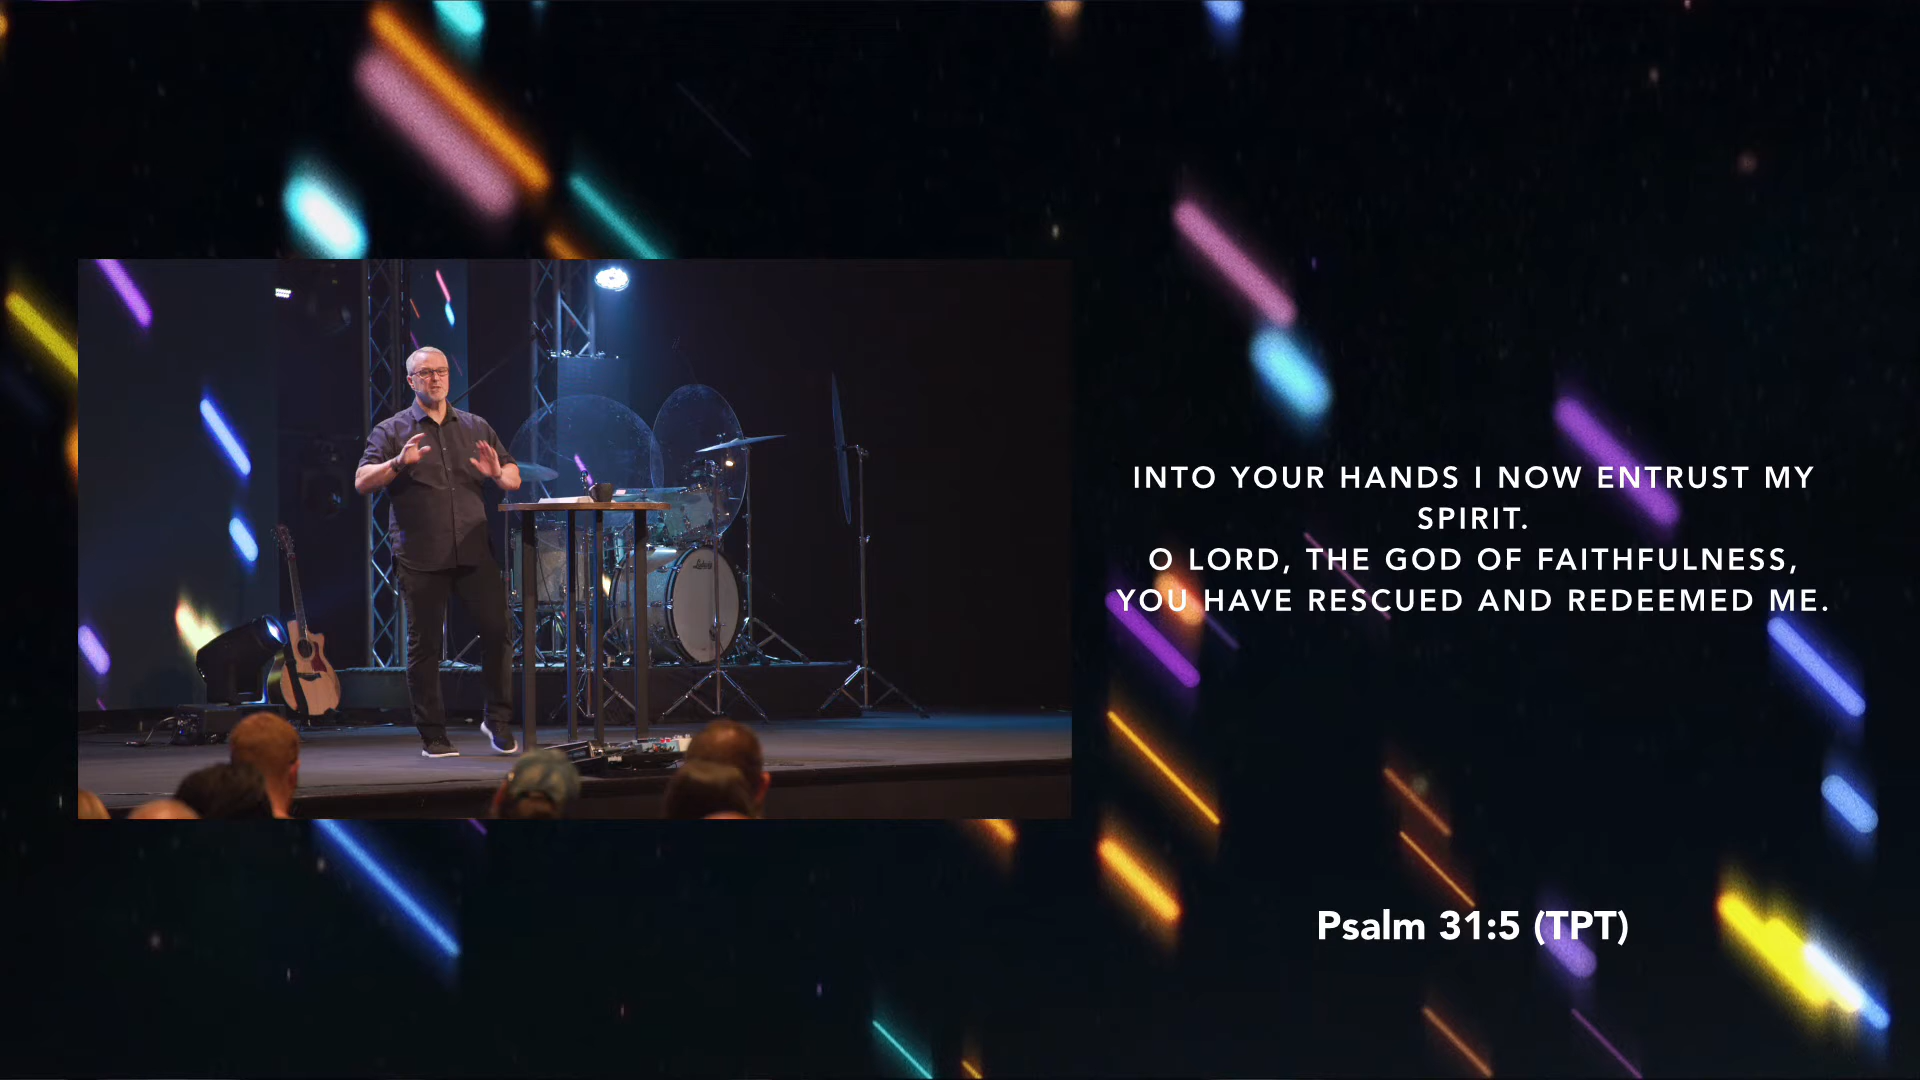 INTO YOUR HANDS I NOW ENTRUST MY
SPIRIT.
O LORD, THE GOD OF FAITHFULNESS,
YOU HAVE RESCUED AND REDEEMED ME.
Psalm 31:5 (TPT)
Ludwig